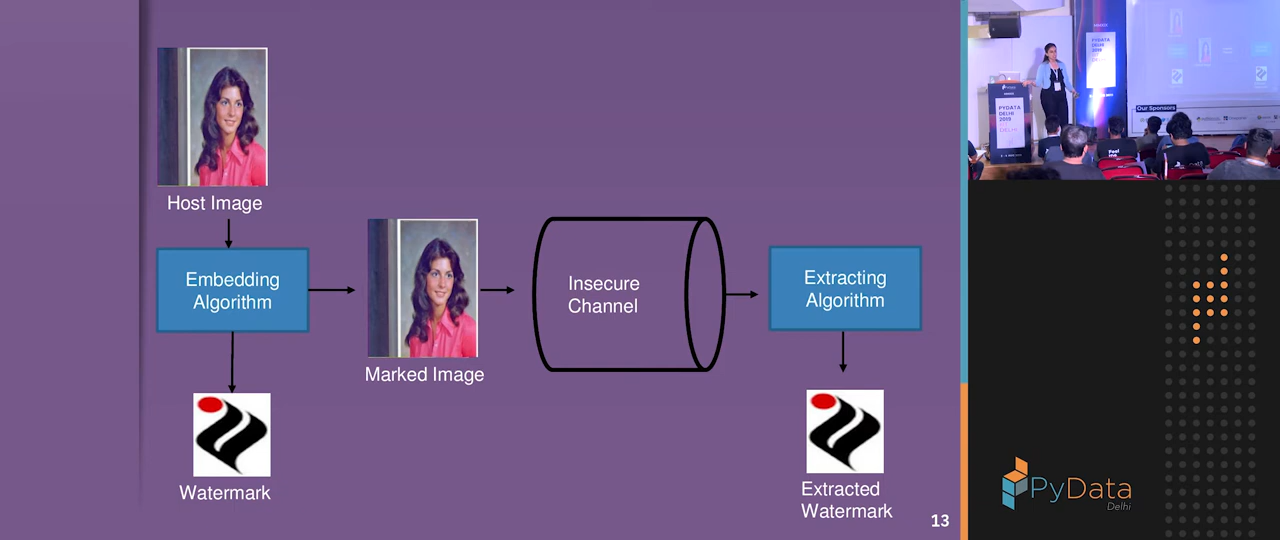 Host Image
Embedding
Algorithm
Marked Image
Insecure
Channel
Extracting
Algorithm
Watermark
Extracted
Watermark
13
PYDATA
DELHI
2019
Our Sponsors
PyData
Delhi